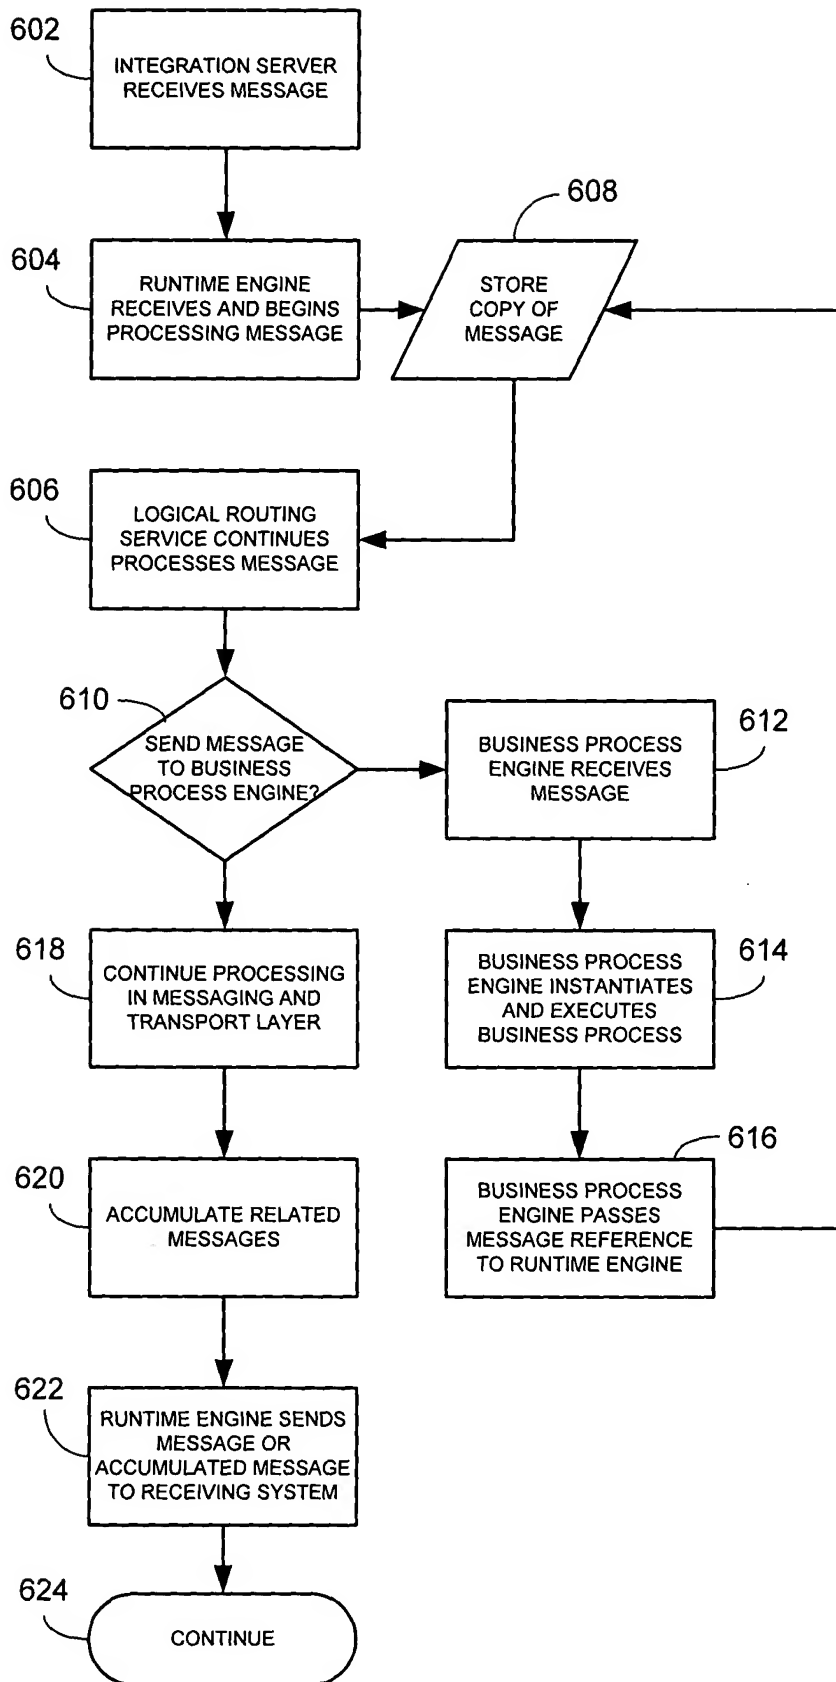 602
INTEGRATION SERVER
RECEIVES MESSAGE
604
RUNTIME ENGINE
RECEIVES AND BEGINS
PROCESSING MESSAGE
608
STORE
COPY OF
MESSAGE
606
LOGICAL ROUTING
SERVICE CONTINUES
PROCESSES MESSAGE
610
SEND MESSAGE
TO BUSINESS
PROCESS ENGINE?
612
BUSINESS PROCESS
ENGINE RECEIVES
MESSAGE
618
CONTINUE PROCESSING
IN MESSAGING AND
TRANSPORT LAYER
614
BUSINESS PROCESS
ENGINE INSTANTIATES
AND EXECUTES
BUSINESS PROCESS
620
ACCUMULATE RELATED
MESSAGES
616
BUSINESS PROCESS
ENGINE PASSES
MESSAGE REFERENCE
TO RUNTIME ENGINE
622
RUNTIME ENGINE SENDS
MESSAGE OR
ACCUMULATED MESSAGE
TO RECEIVING SYSTEM
624
CONTINUE